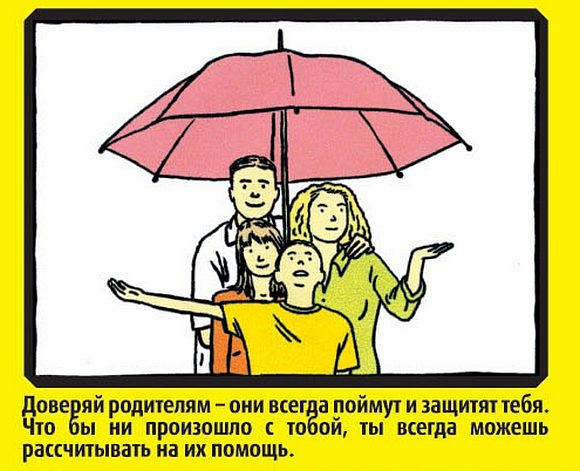 Доверяй родителям – они всегда поймут и защитят тебя.
Что бы ни произошло с тобой, ты всегда можешь
рассчитывать на их помощь.